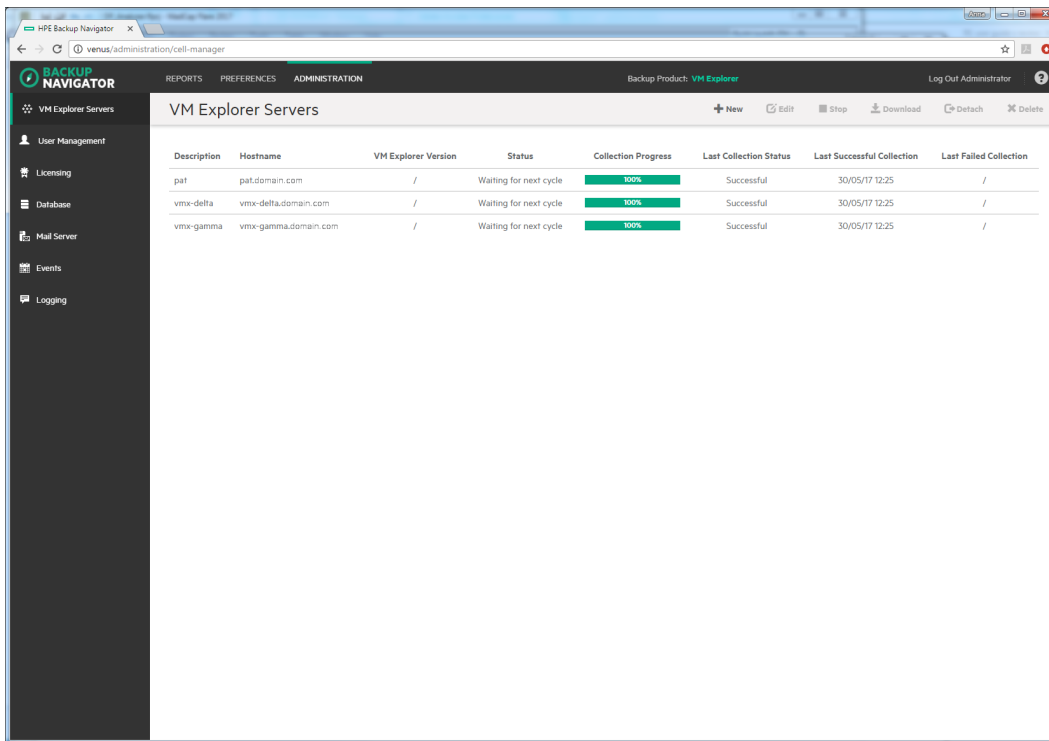 Anna
HPE Backup Navigator
venus/administration/cell-manager
BACKUP NAVIGATOR REPORTS PREFERENCES ADMINISTRATION Backup Product: VM Explorer Log Out Administrator ?
VM Explorer Servers
User Management
Licensing
Database
Mail Server
Events
Logging
VM Explorer Servers New Edit Stop Download Detach Delete
Description Hostname VM Explorer Version Status Collection Progress Last Collection Status Last Successful Collection Last Failed Collection
pat pat.domain.com / Waiting for next cycle 100% Successful 30/05/17 12:25 /
vmx-delta vmx-delta.domain.com / Waiting for next cycle 100% Successful 30/05/17 12:25 /
vmx-gamma vmx-gamma.domain.com / Waiting for next cycle 100% Successful 30/05/17 12:25 /